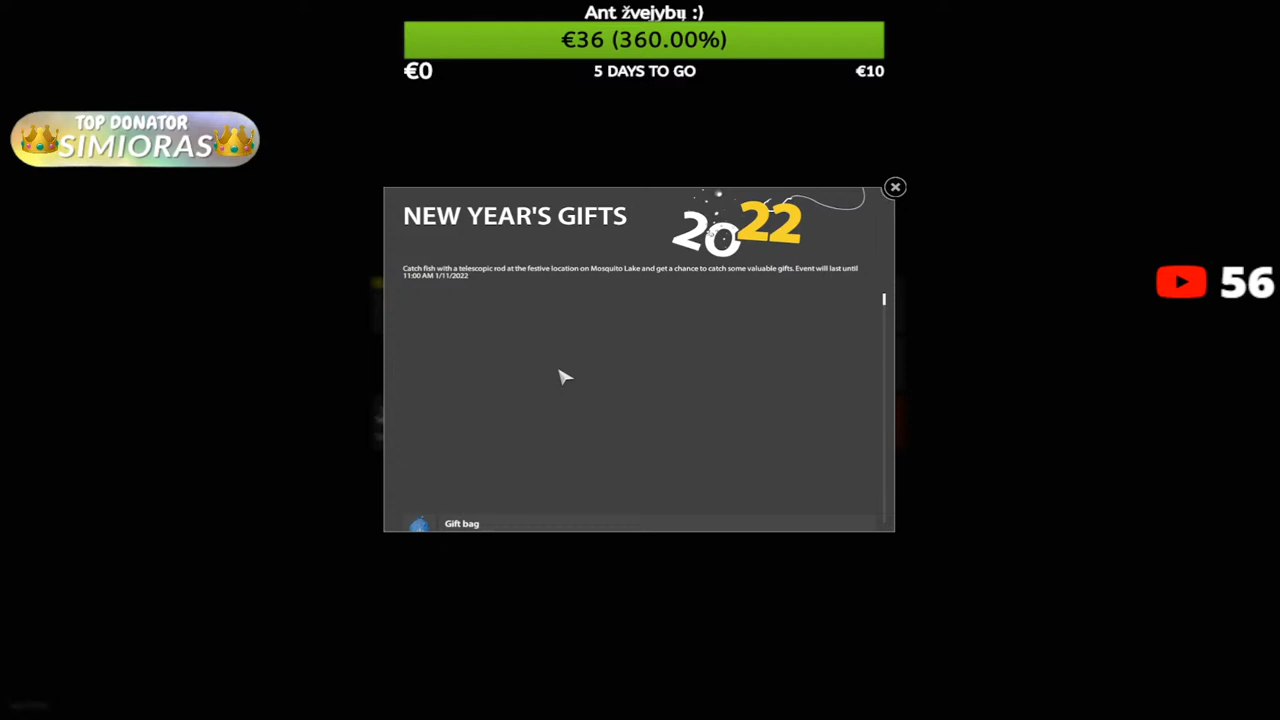 Ant žvejybų :)
€36 (360.00%)
€0 5 DAYS TO GO €10
TOP DONATOR
SIMIORAS
NEW YEAR'S GIFTS
2022
Catch fish with a telescopic rod at the festive location on Mosquito Lake and get a chance to catch some valuable gifts. Event will last until
11:00 AM 1/11/2022
56
Gift bag